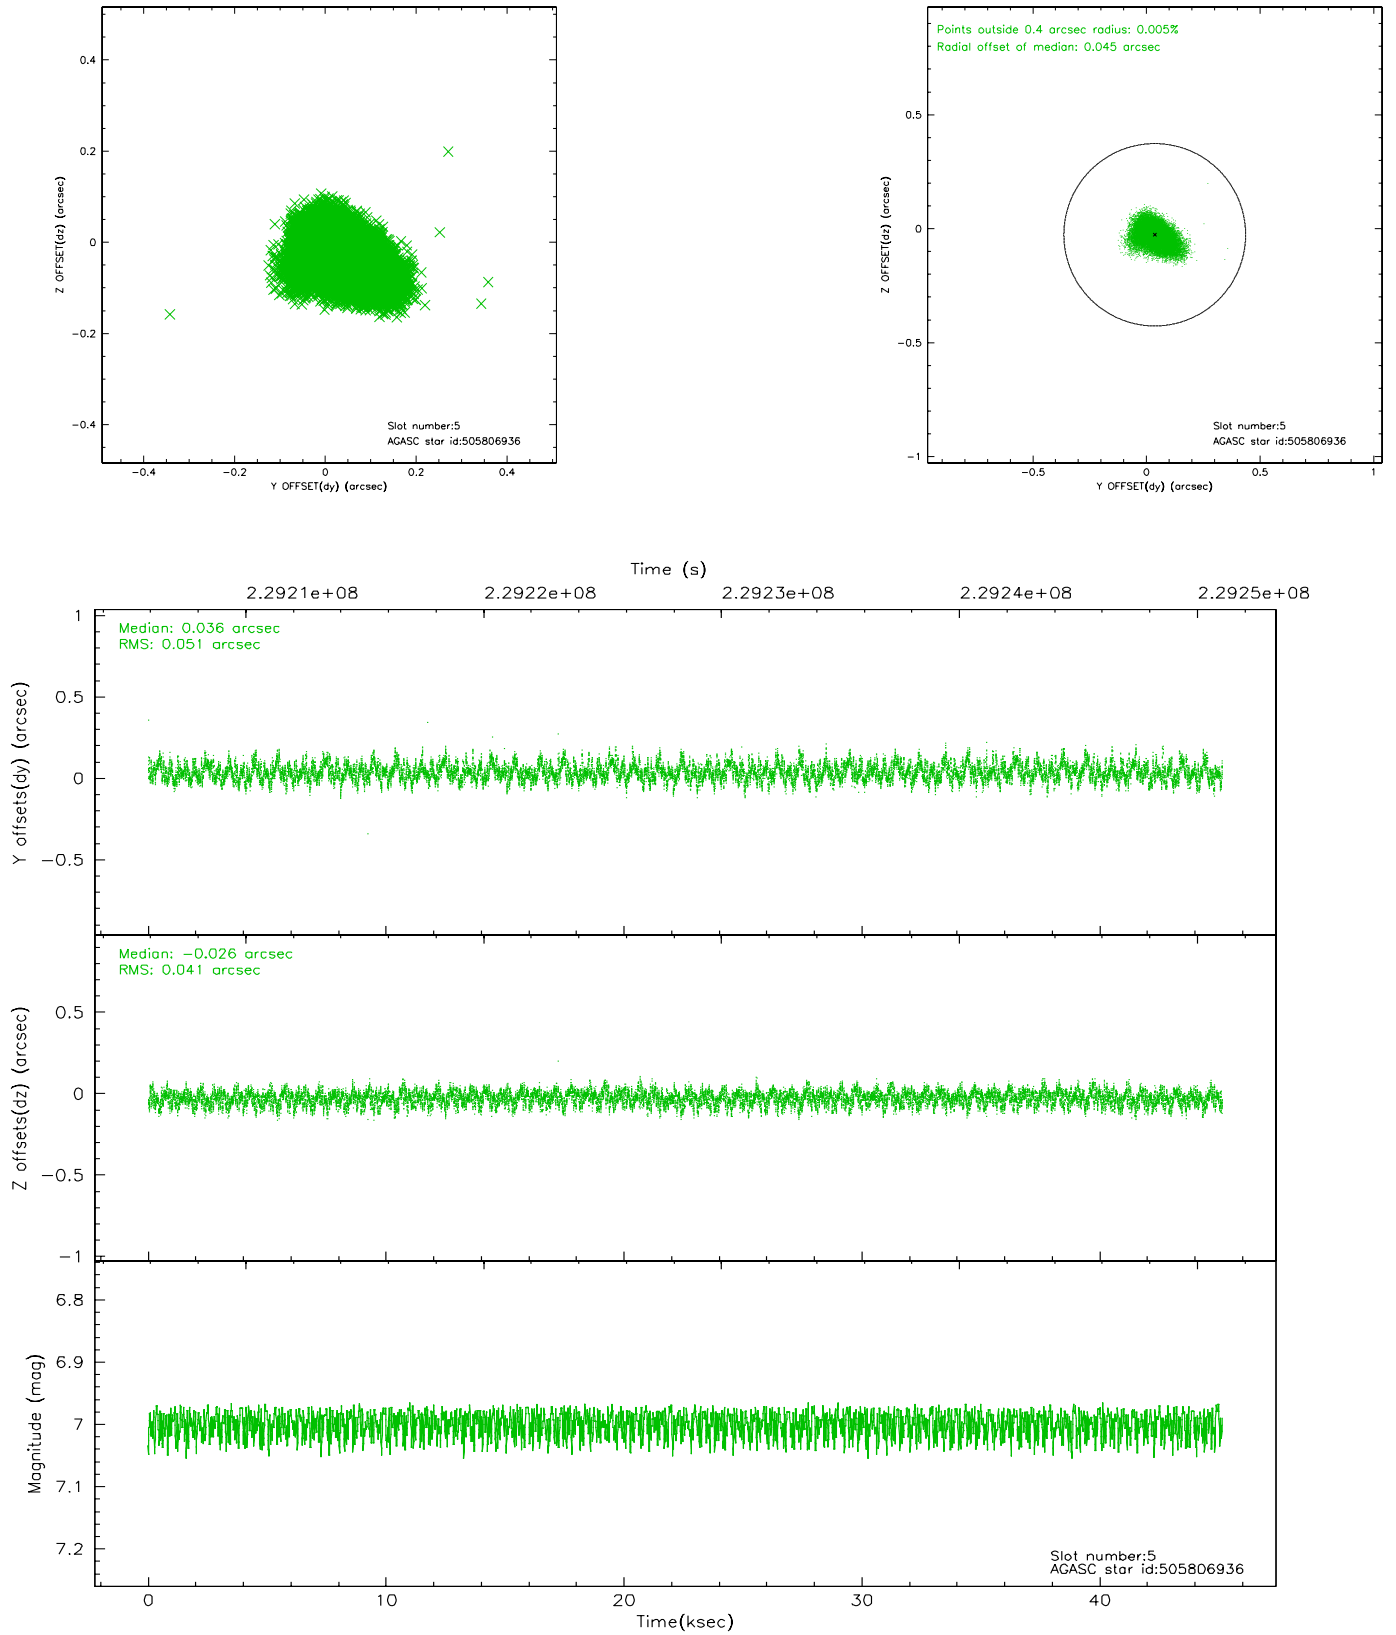 0.4
0.2
0
−0.2
−0.4
Z OFFSET(dz) (arcsec)
Slot number:5
AGASC star id:505806936
−0.4 −0.2 0 0.2 0.4
Y OFFSET(dy) (arcsec)
Points outside 0.4 arcsec radius: 0.005%
Radial offset of median: 0.045 arcsec
0.5
0
−0.5
−1
Z OFFSET(dz) (arcsec)
Slot number:5
AGASC star id:505806936
−0.5 0 0.5 1
Y OFFSET(dy) (arcsec)
Time (s)
2.2921e+08 2.2922e+08 2.2923e+08 2.2924e+08 2.2925e+08
Median: 0.036 arcsec
RMS: 0.051 arcsec
1
0.5
0
−0.5
Y offsets(dy) (arcsec)
Median: −0.026 arcsec
RMS: 0.041 arcsec
0.5
0
−0.5
−1
Z offsets(dz) (arcsec)
6.8
6.9
7
7.1
7.2
Magnitude (mag)
Slot number:5
AGASC star id:505806936
0 10 20 30 40
Time(ksec)